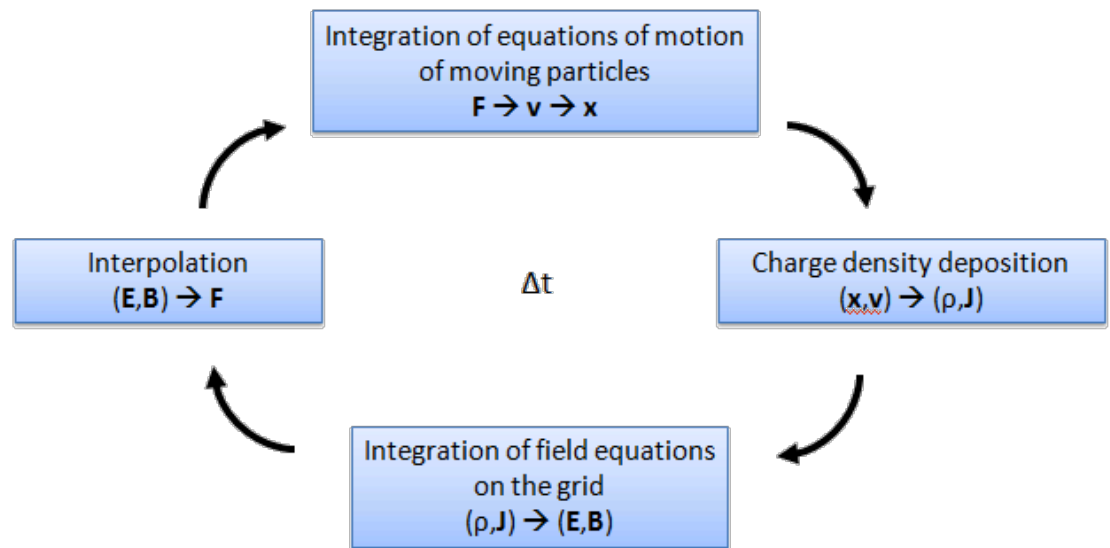 Integration of equations of motion
of moving particles
F → v → x
Interpolation
(E,B) → F
Δt
Charge density deposition
(x,v) → (ρ,J)
Integration of field equations
on the grid
(ρ,J) → (E,B)